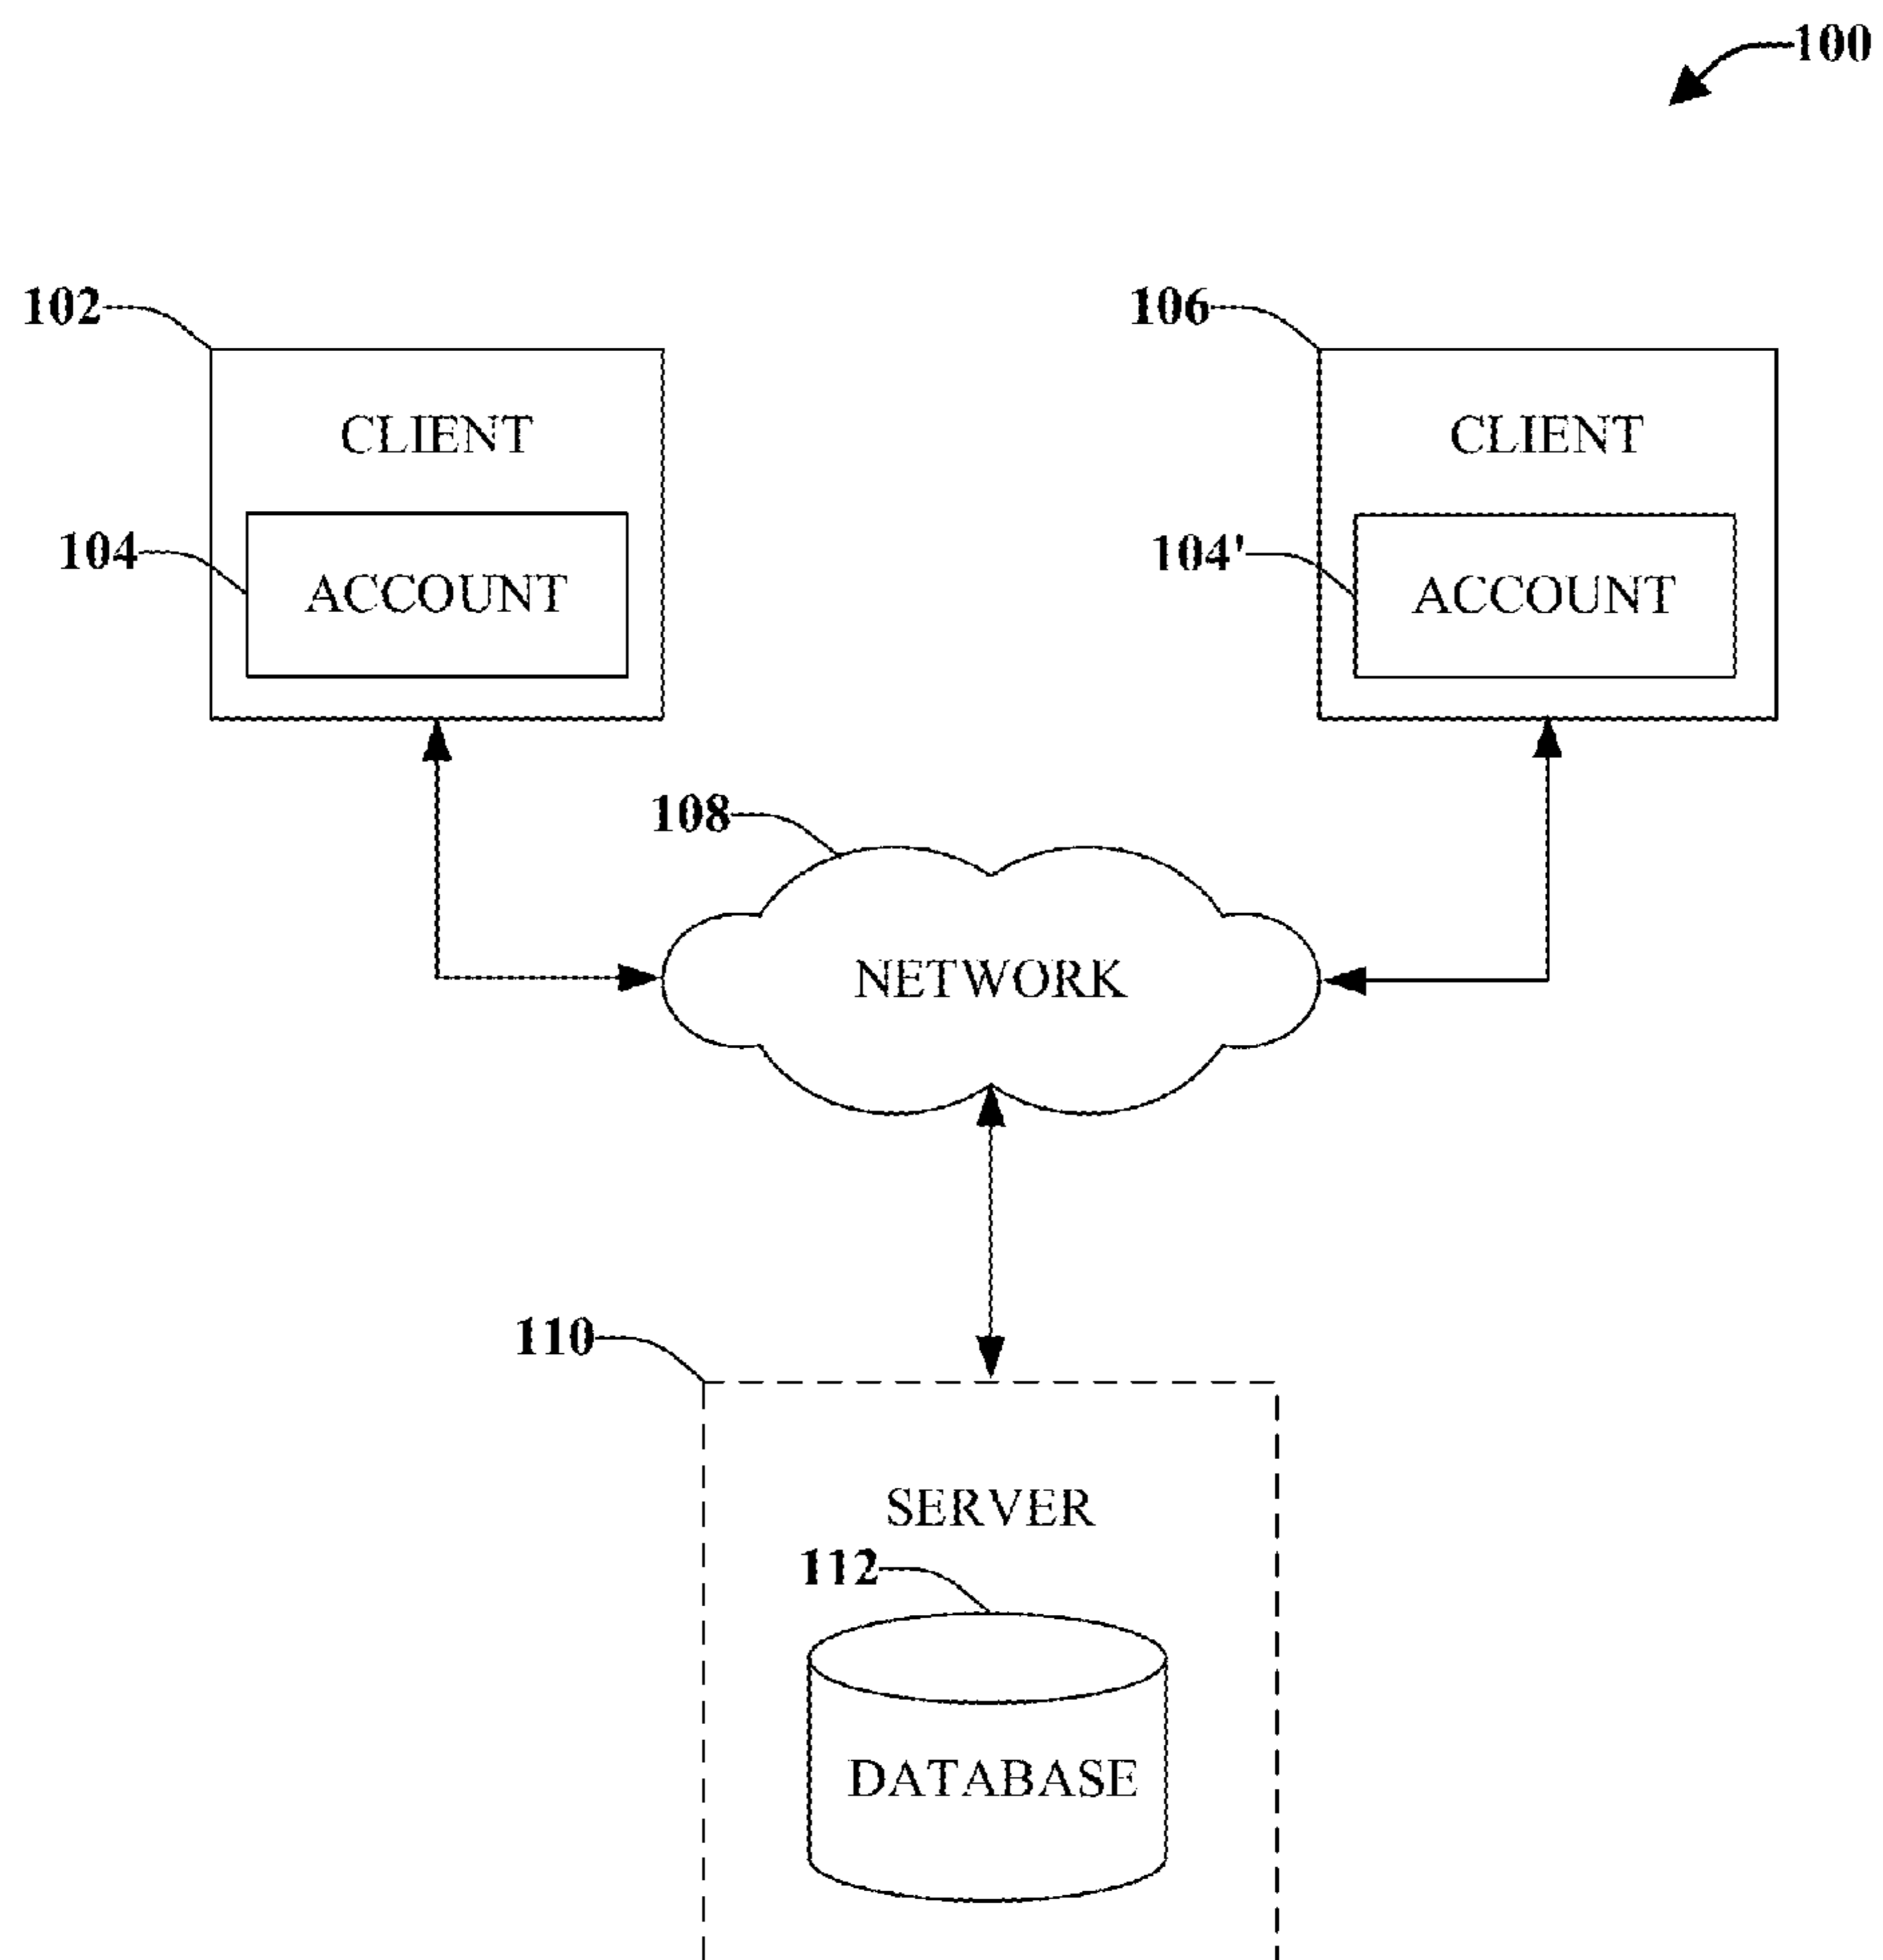 100
102
106
CLIENT
CLIENT
104
104'
ACCOUNT
ACCOUNT
108
NETWORK
110
SERVER
112
DATABASE